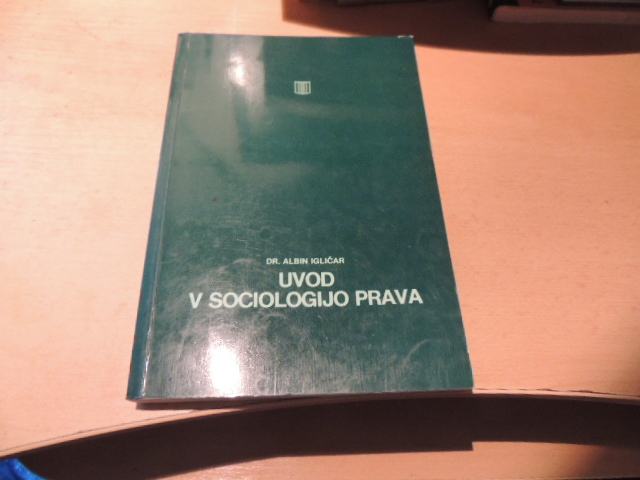 DR. ALBIN IGLIČAR
UVOD
V SOCIOLOGIJO PRAVA